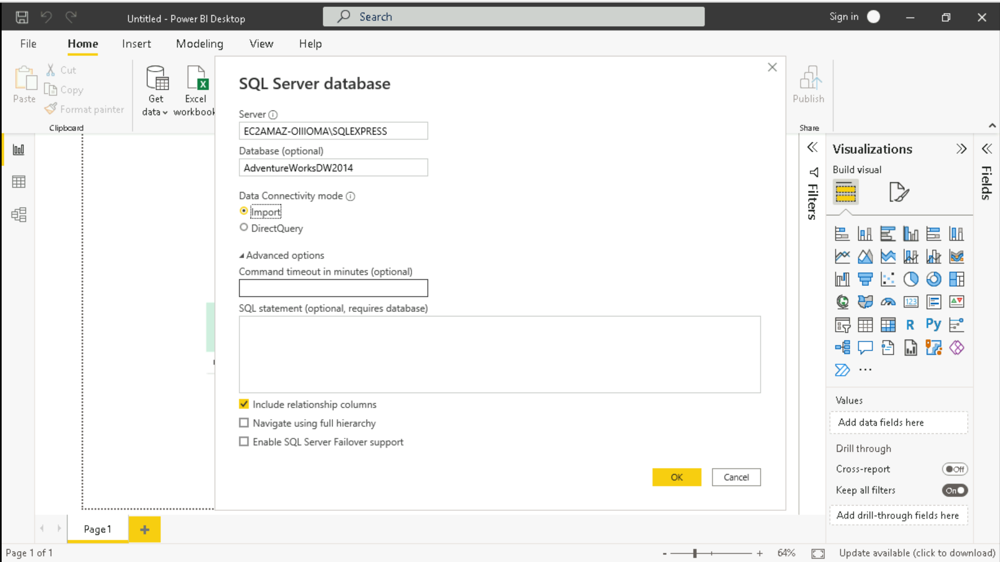 Untitled - Power BI Desktop
Search
Sign in
File
Home
Insert
Modeling
View
Help
Paste
Cut
Copy
Format painter
Clipboard
Get
data
Excel
workbook
Publish
Share
SQL Server database
Server
EC2AMAZ-OIIIOMA\SQLEXPRESS
Database (optional)
AdventureWorksDW2014
Data Connectivity mode
Import
DirectQuery
Advanced options
Command timeout in minutes (optional)
SQL statement (optional, requires database)
Include relationship columns
Navigate using full hierarchy
Enable SQL Server Failover support
OK
Cancel
Filters
Visualizations
Build visual
123
R
Py
Values
Add data fields here
Drill through
Cross-report
Off
Keep all filters
On
Add drill-through fields here
Fields
Page 1
Page 1 of 1
- + 64%
Update available (click to download)